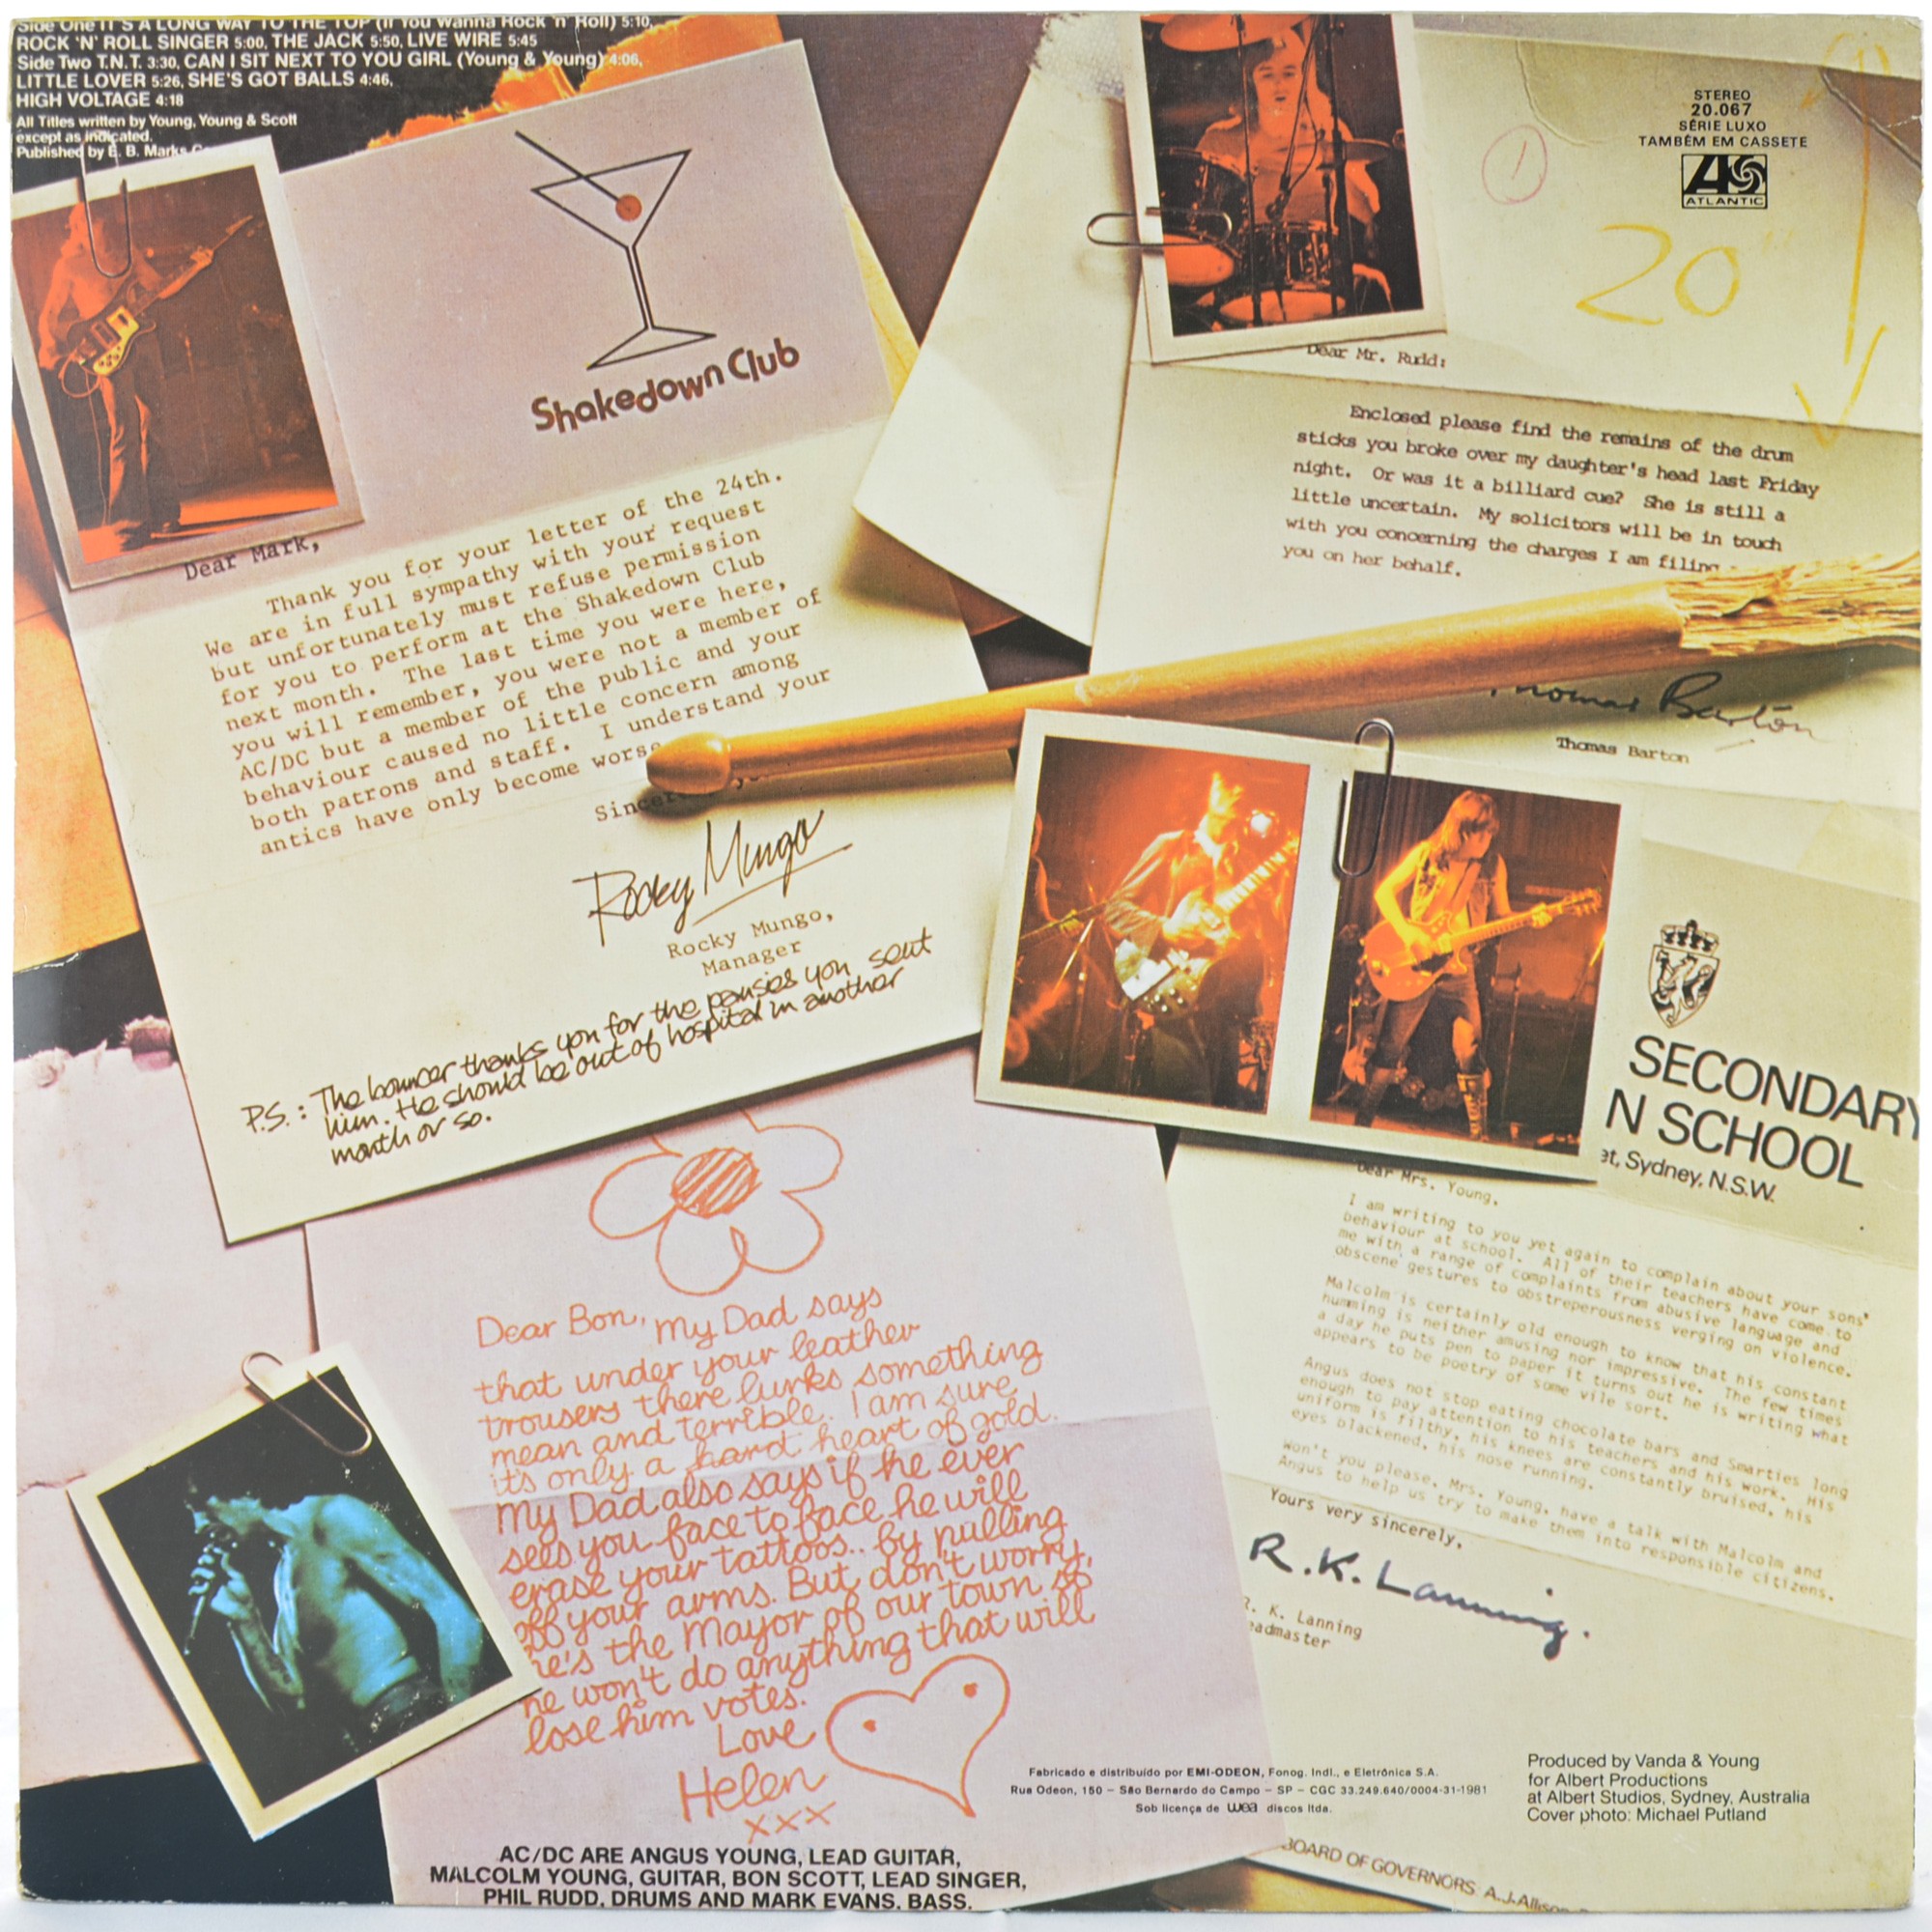 Side One IT'S A LONG WAY TO THE TOP (If You Wanna Rock 'n' Roll) 5:10,
ROCK 'N' ROLL SINGER 5:00, THE JACK 5:50, LIVE WIRE 5:45
Side Two T.N.T. 3:30, CAN I SIT NEXT TO YOU GIRL (Young & Young) 4:06,
LITTLE LOVER 5:26, SHE'S GOT BALLS 4:46,
HIGH VOLTAGE 4:18
All Titles written by Young, Young & Scott
except as indicated.
Published by E. B. Marks
Shakedown Club
Dear Mark,
Thank you for your letter of the 24th.
We are in full sympathy with your request
but unfortunately must refuse permission
for you to perform at the Shakedown Club
next month. The last time you were here,
you will remember, you were not a member of
AC/DC but a member of the public and your
behaviour caused no little concern among
both patrons and staff. I understand your
antics have only become worse
Rocky Mungo
Rocky Mungo,
Manager
P.S.: The bouncer thanks you for the pansies you sent
him. He should be out of hospital in another
month or so.
STEREO
20.067
SÉRIE LUXO
TAMBÉM EM CASSETE
ATLANTIC
1
20"
Dear Mr. Rudd:
Enclosed please find the remains of the drum
sticks you broke over my daughter's head last Friday
night. Or was it a billiard cue? She is still a
little uncertain. My solicitors will be in touch
with you concerning the charges I am filing
you on her behalf.
Thomas Barton
Thomas Barton
SECONDARY
N SCHOOL
et, Sydney, N.S.W.
Dear Mrs. Young.
I am writing to you yet again to complain about your sons'
behaviour at school. All of their teachers have come to
me with a range of complaints from abusive language and
obscene gestures to obstreperousness verging on violence.
Malcolm is certainly old enough to know that his constant
humming is neither amusing nor impressive. The few times
a day he puts pen to paper it turns out he is writing what
appears to be poetry of some vile sort.
Angus does not stop eating chocolate bars and Smarties long
enough to pay attention to his teachers and his work. His
uniform is filthy, his knees are constantly bruised, his
eyes blackened, his nose running.
Won't you please, Mrs. Young, have a talk with Malcolm and
Angus to help us try to make them into responsible citizens.
Yours very sincerely,
R.K. Lanning.
R. K. Lanning
eadmaster
Dear Bon, My Dad says
that under your leather
trousers there lurks something
mean and terrible. I am sure
it's only a hard heart of gold.
My Dad also says if he ever
sees you face to face he will
erase your tattoos.. by pulling
off your arms. But don't worry,
he's the Mayor of our town so
he won't do anything that will
lose him votes.
Love
Helen
xxx
Fabricado e distribuído por EMI-ODEON, Fonog. Indl., e Eletrônica S.A.
Rua Odeon, 150 – São Bernardo do Campo – SP – CGC 33.249.640/0004-31-1981
Sob licença de wea discos ltda.
Produced by Vanda & Young
for Albert Productions
at Albert Studios, Sydney, Australia
Cover photo: Michael Putland
BOARD OF GOVERNORS: A.J.
AC/DC ARE ANGUS YOUNG, LEAD GUITAR,
MALCOLM YOUNG, GUITAR, BON SCOTT, LEAD SINGER,
PHIL RUDD, DRUMS AND MARK EVANS, BASS.